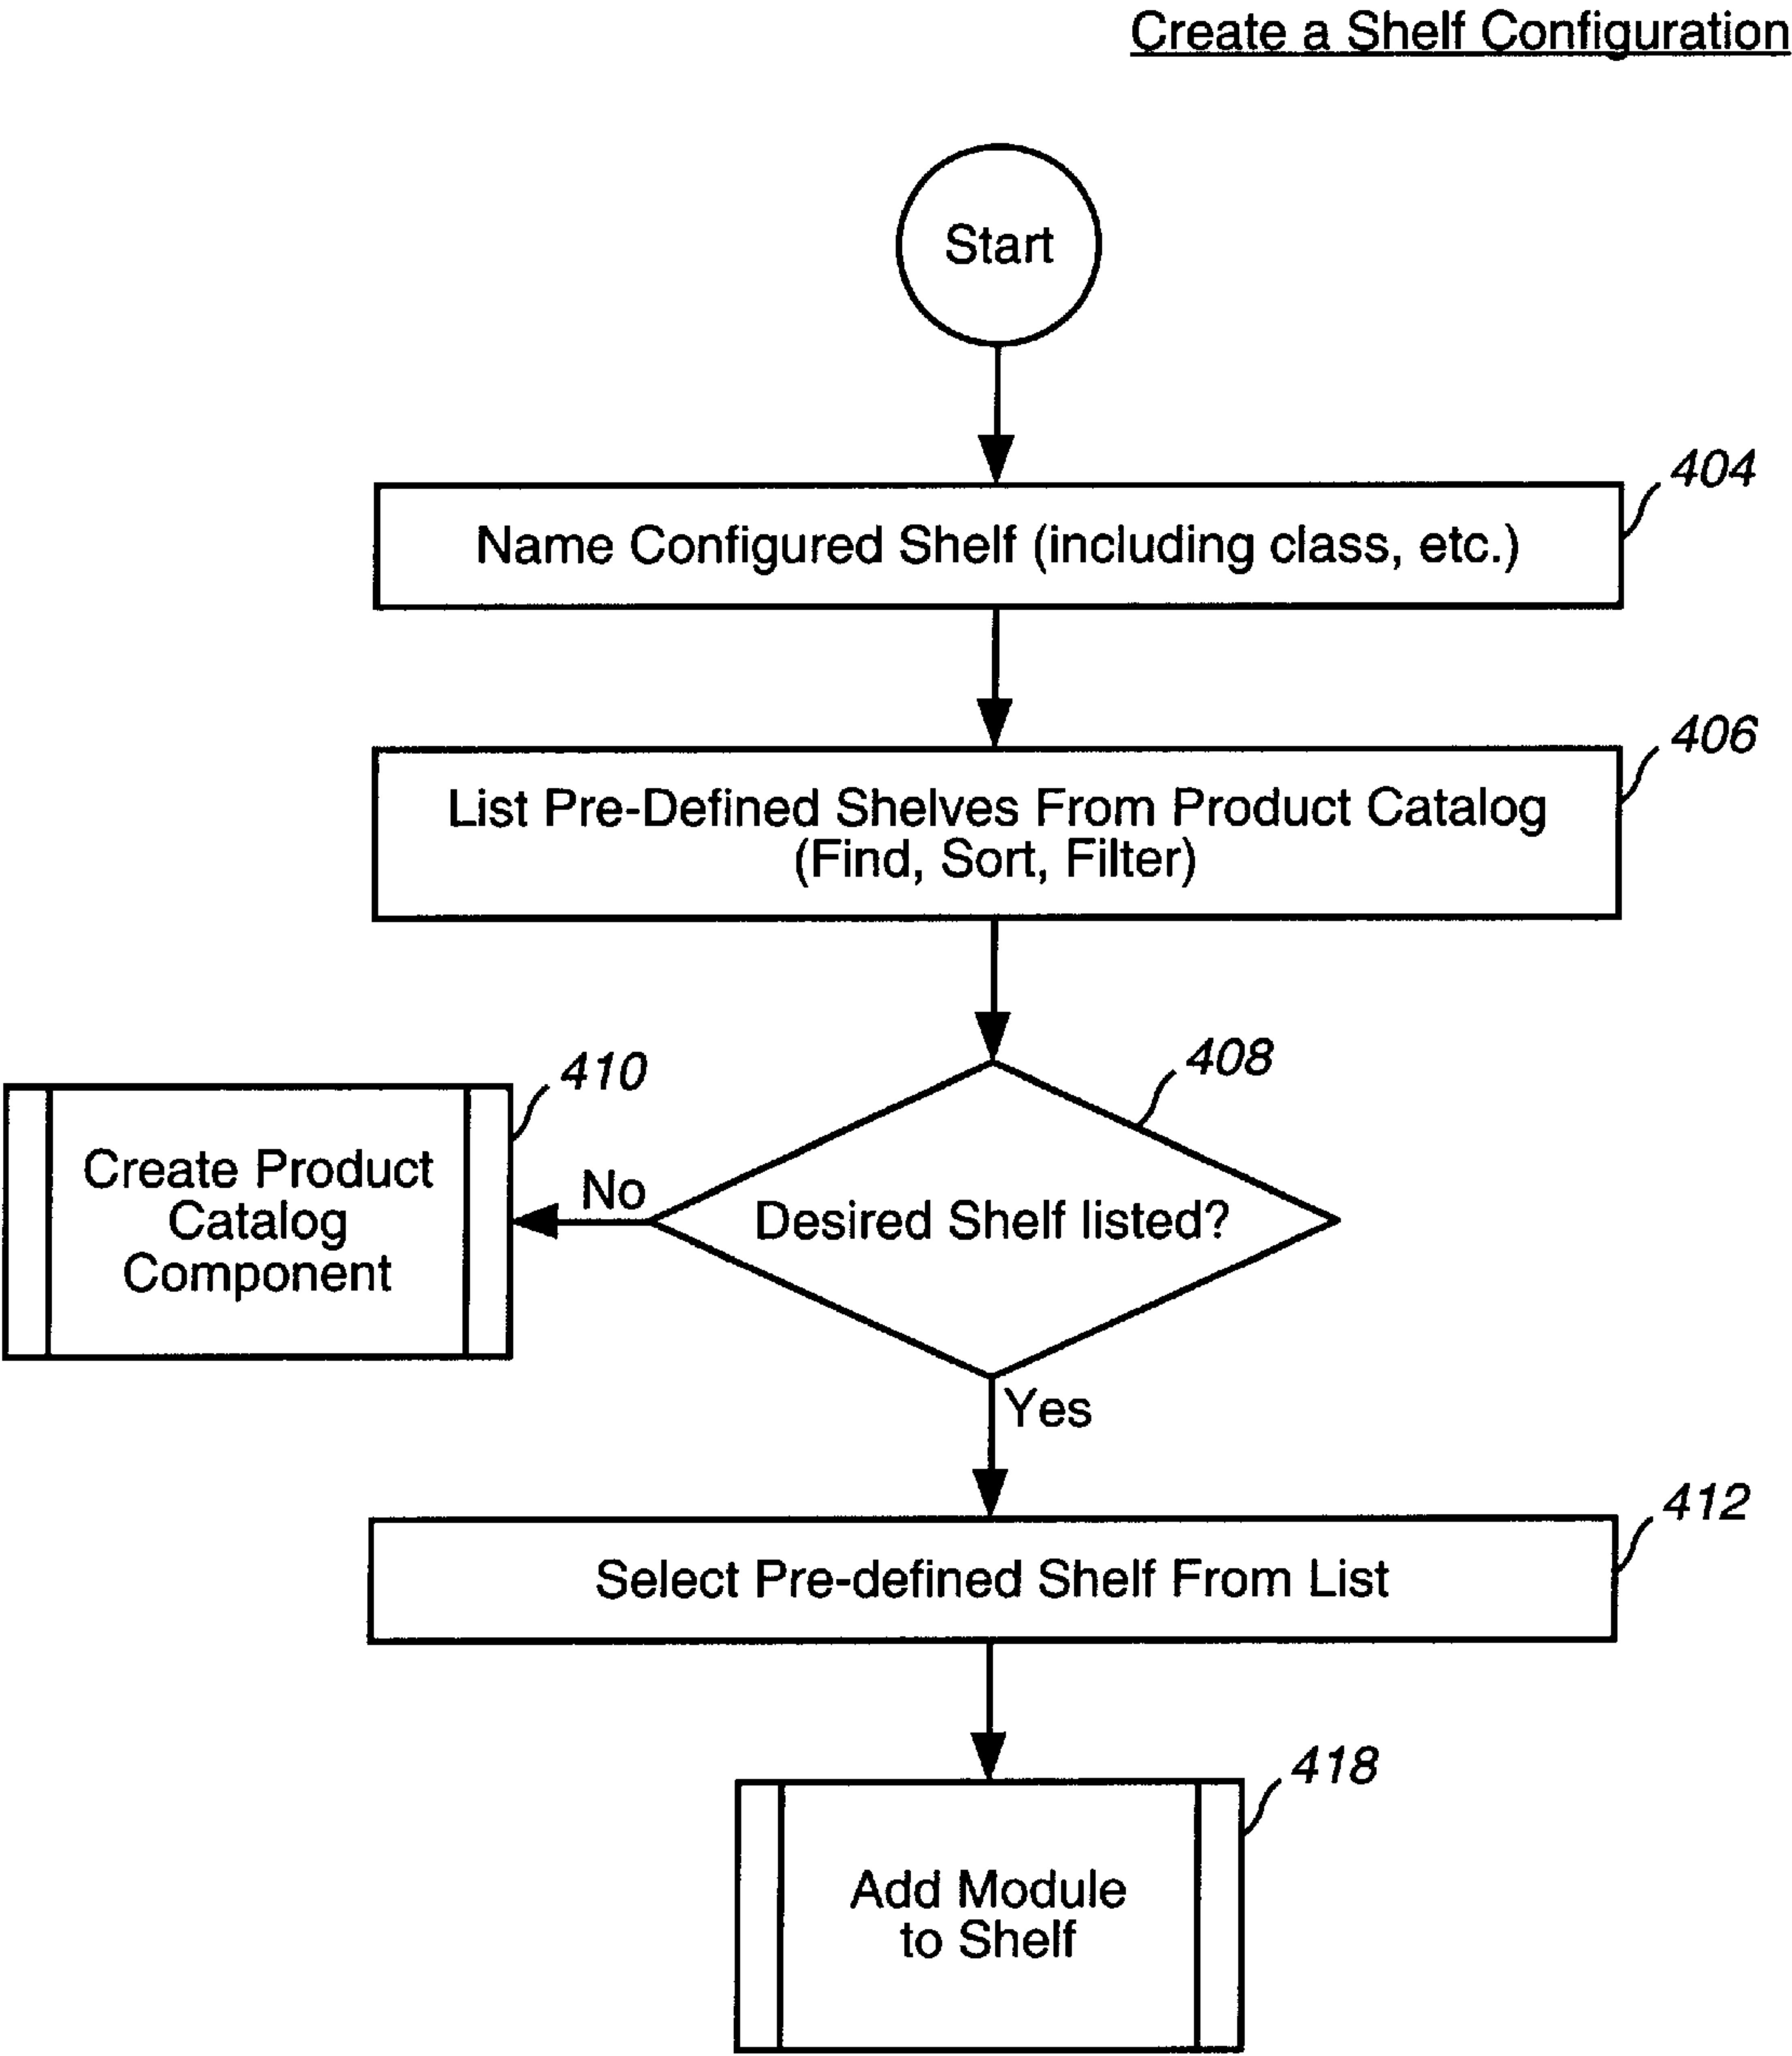 Create a Shelf Configuration
Start
404
Name Configured Shelf (including class, etc.)
406
List Pre-Defined Shelves From Product Catalog
(Find, Sort, Filter)
408
410
Create Product
Catalog
Component
No
Desired Shelf listed?
Yes
412
Select Pre-defined Shelf From List
418
Add Module
to Shelf